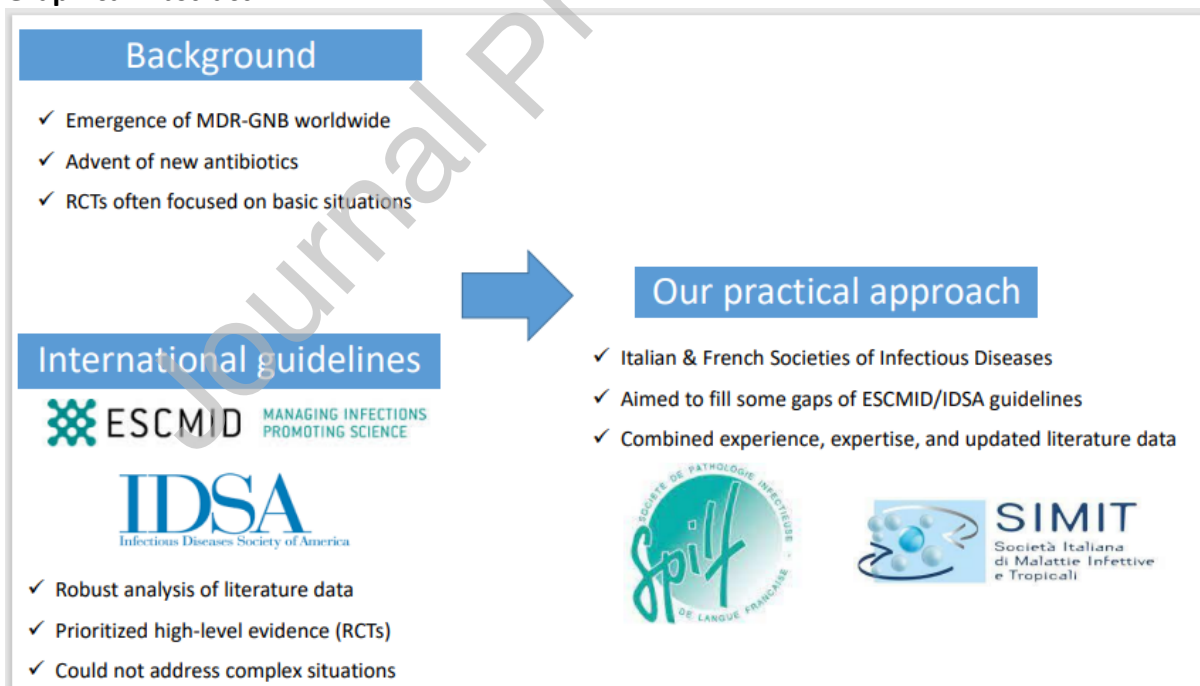 Background
✓ Emergence of MDR-GNB worldwide
✓ Advent of new antibiotics
✓ RCTs often focused on basic situations
International guidelines
ESCMID
MANAGING INFECTIONS
PROMOTING SCIENCE
IDSA
Infectious Diseases Society of America
✓ Robust analysis of literature data
✓ Prioritized high-level evidence (RCTs)
✓ Could not address complex situations
Our practical approach
✓ Italian & French Societies of Infectious Diseases
✓ Aimed to fill some gaps of ESCMID/IDSA guidelines
✓ Combined experience, expertise, and updated literature data
SOCIETE DE PATHOLOGIE INFECTIEUSE -
Spilf
DE LANGUE FRANÇAISE -
SIMIT
Società Italiana
di Malattie Infettive
e Tropicali
Journal Pr